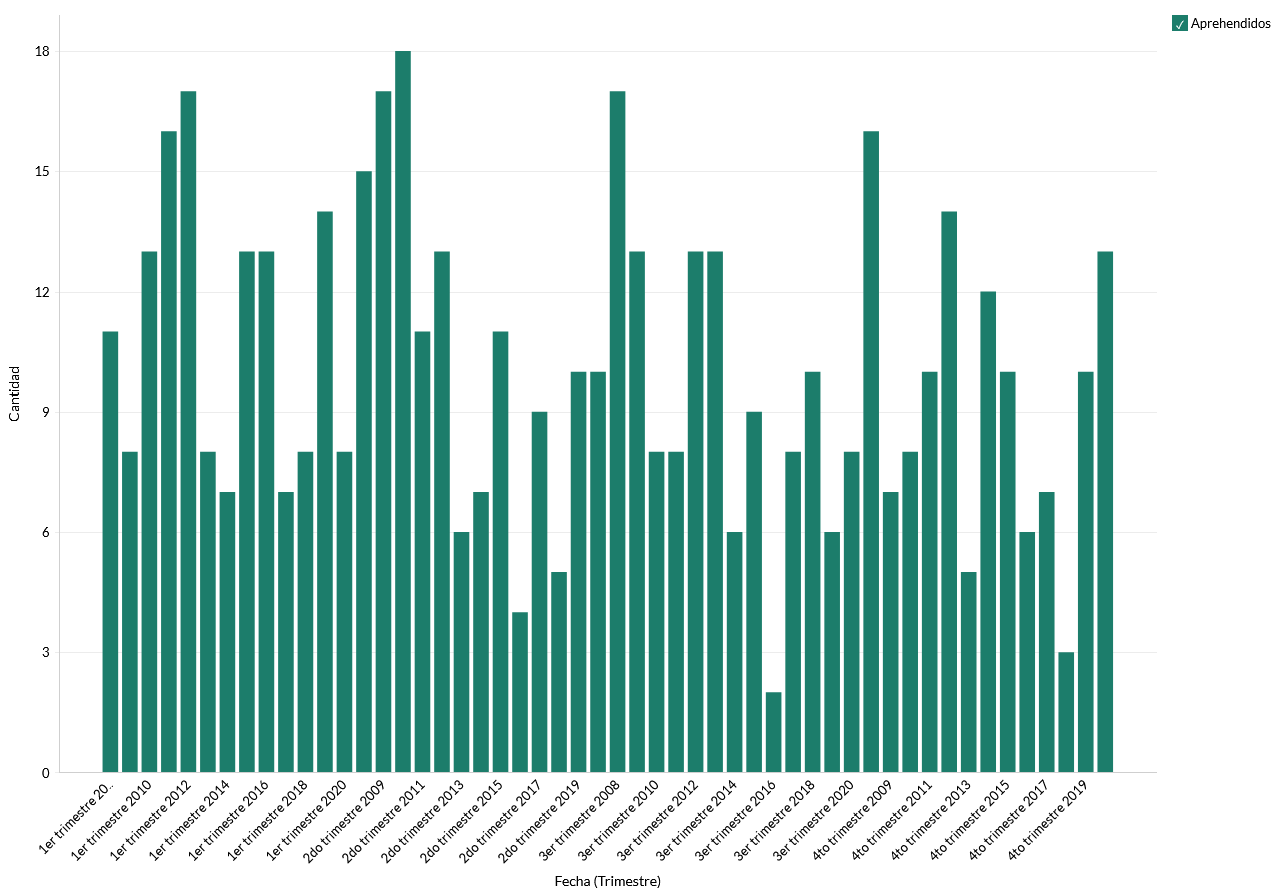 ✓ Aprehendidos
18
15
12
9
6
3
0
Cantidad
1er trimestre 20..
1er trimestre 2010
1er trimestre 2012
1er trimestre 2014
1er trimestre 2016
1er trimestre 2018
1er trimestre 2020
2do trimestre 2009
2do trimestre 2011
2do trimestre 2013
2do trimestre 2015
2do trimestre 2017
2do trimestre 2019
3er trimestre 2008
3er trimestre 2010
3er trimestre 2012
3er trimestre 2014
3er trimestre 2016
3er trimestre 2018
3er trimestre 2020
4to trimestre 2009
4to trimestre 2011
4to trimestre 2013
4to trimestre 2015
4to trimestre 2017
4to trimestre 2019
Fecha (Trimestre)